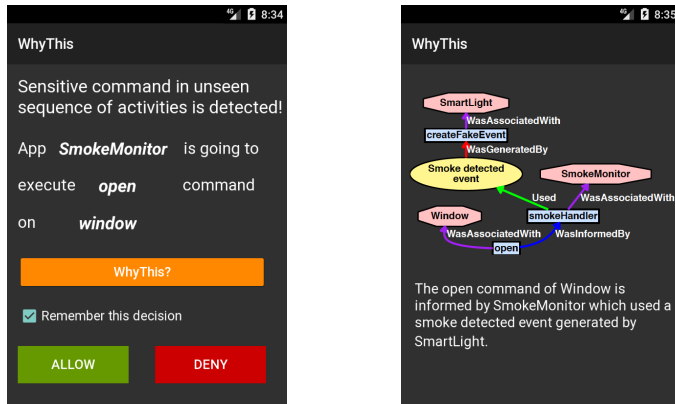 4G 8:34
WhyThis
Sensitive command in unseen
sequence of activities is detected!
App SmokeMonitor is going to
execute open command
on window
WhyThis?
Remember this decision
ALLOW DENY
4G 8:35
WhyThis
SmartLight
WasAssociatedWith
createFakeEvent
WasGeneratedBy
Smoke detected
event
SmokeMonitor
Used WasAssociatedWith
Window smokeHandler
WasAssociatedWith WasInformedBy
open
The open command of Window is
informed by SmokeMonitor which used a
smoke detected event generated by
SmartLight.